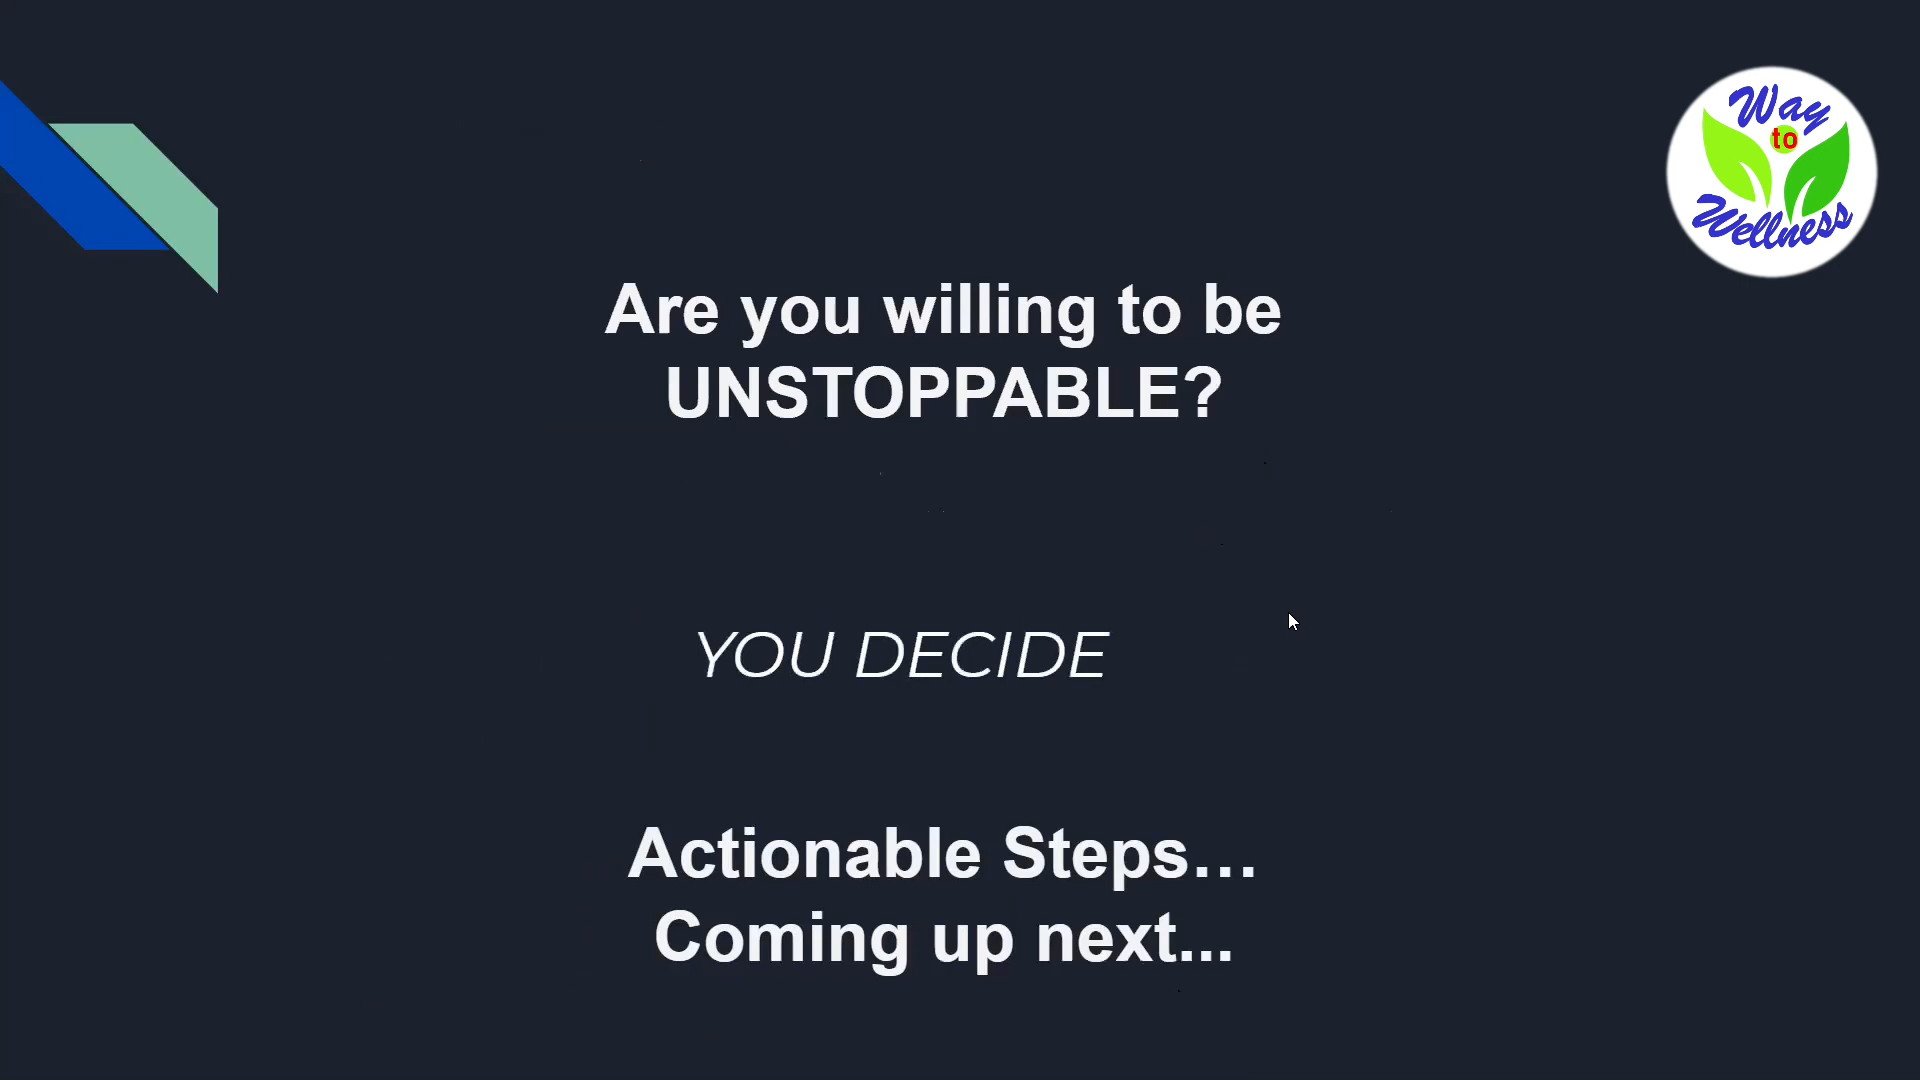 Way
to
Wellness
Are you willing to be
UNSTOPPABLE?
YOU DECIDE
Actionable Steps…
Coming up next...